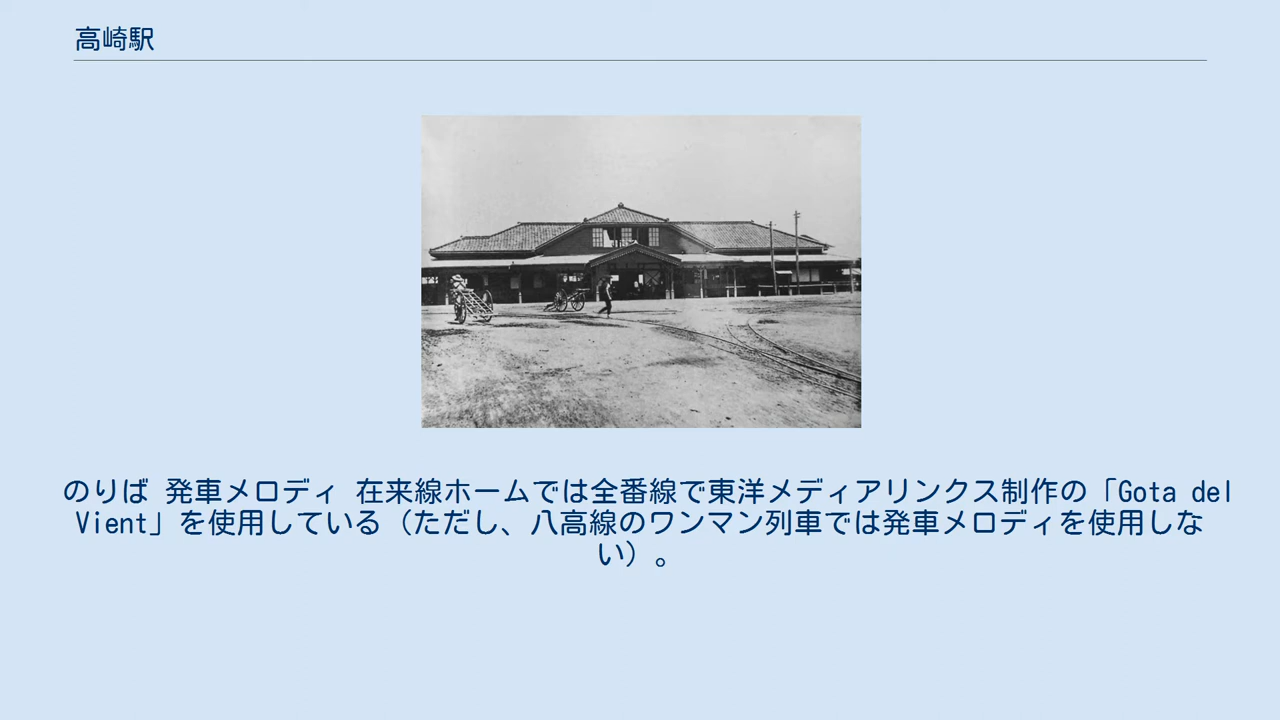 高崎駅
のりば 発車メロディ 在来線ホームでは全番線で東洋メディアリンクス制作の「Gota del
Vient」を使用している（ただし、八高線のワンマン列車では発車メロディを使用しな
い）。